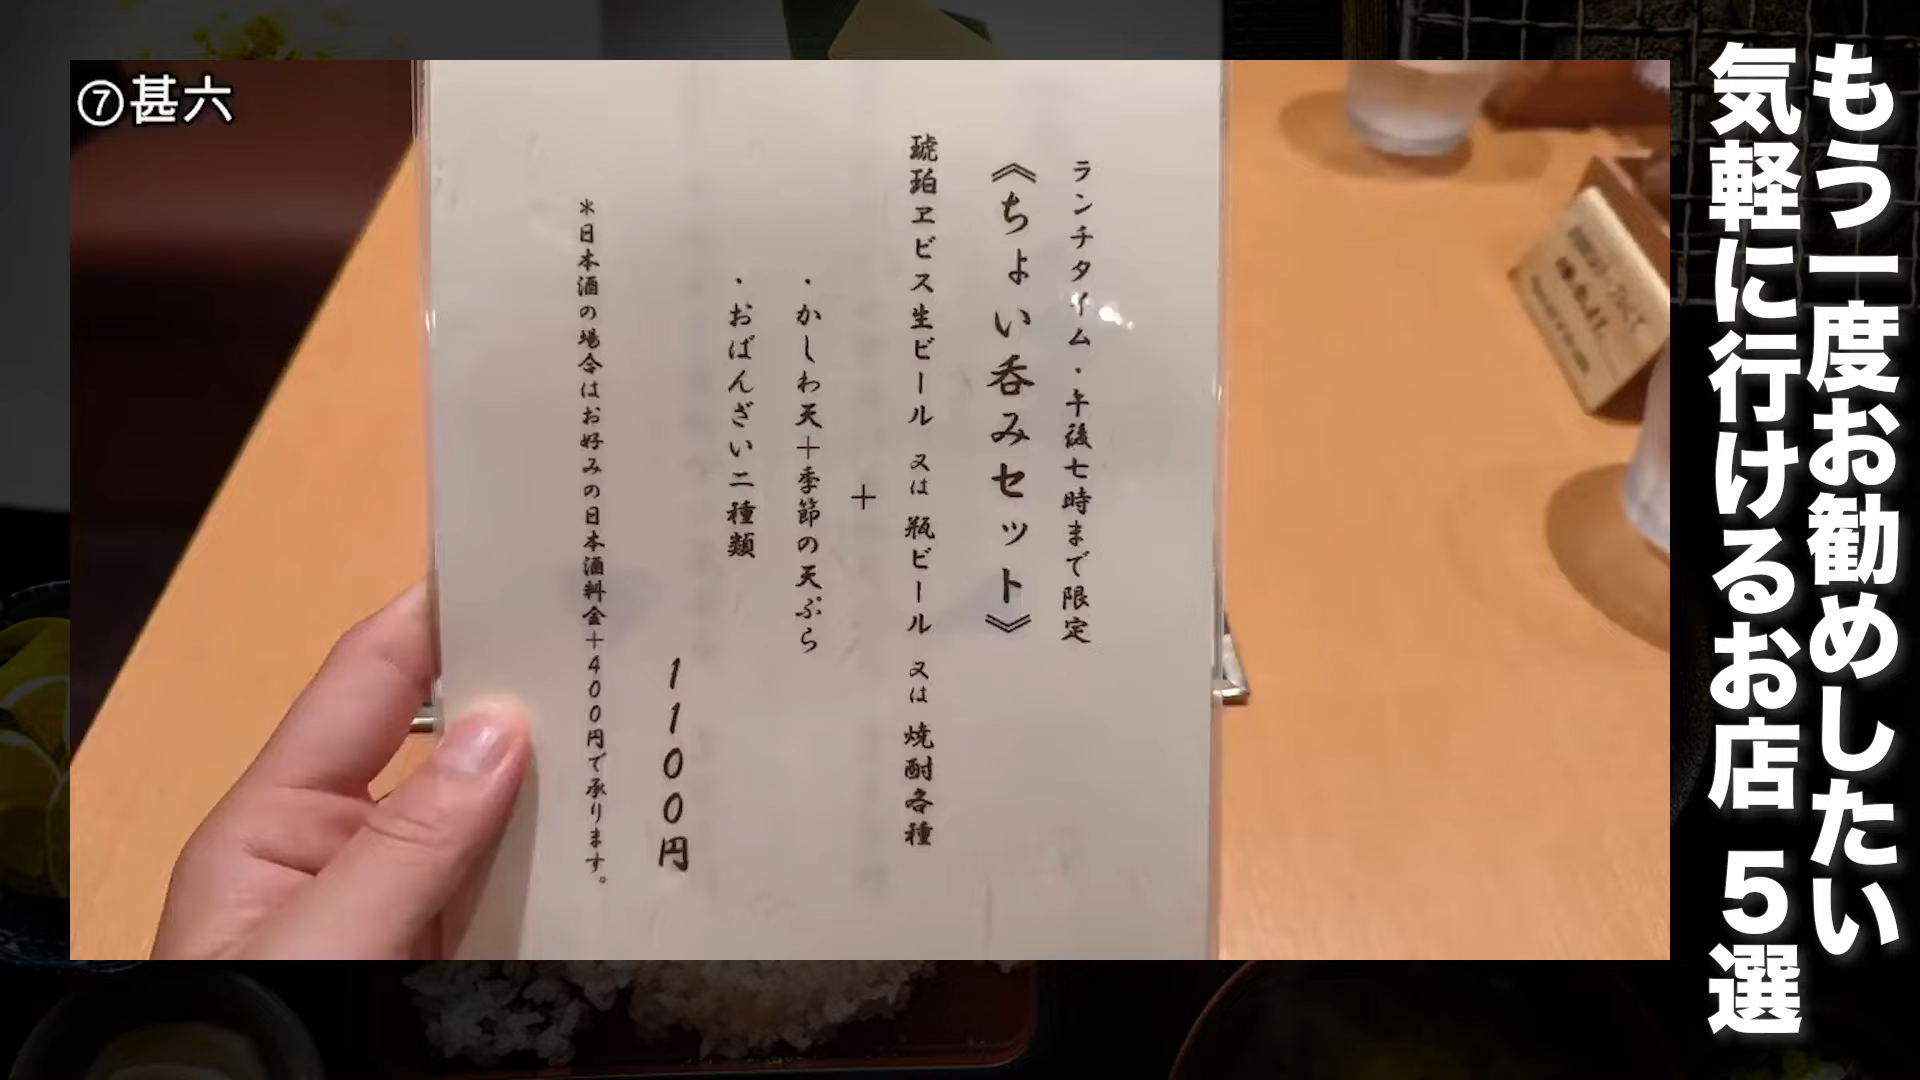 もう一度お勧めしたい
気軽に行けるお店 5選
⑦甚六
ランチタイム・午後七時まで限定
《ちょい呑みセット》
琥珀ヱビス生ビール 又は 瓶ビール 又は 焼酎各種
+
・かしわ天+季節の天ぷら
・おばんざい二種類
1100円
*日本酒の場合はお好みの日本酒料金+400円で承ります。